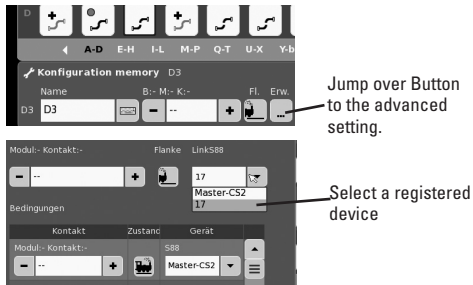 D
A-D E-H I-L M-P Q-T U-X Y-b
Konfiguration memory D3
Name B:- M:- K:- Fl. Erw.
D3 D3 - -- + ...
Jump over Button
to the advanced
setting.
Modul:- Kontakt:- Flanke LinkS88
- -- + 17
Master-CS2
17
Select a registered
device
Bedingungen
Kontakt Zustand Gerät
Modul:- Kontakt:- S88
- -- + Master-CS2